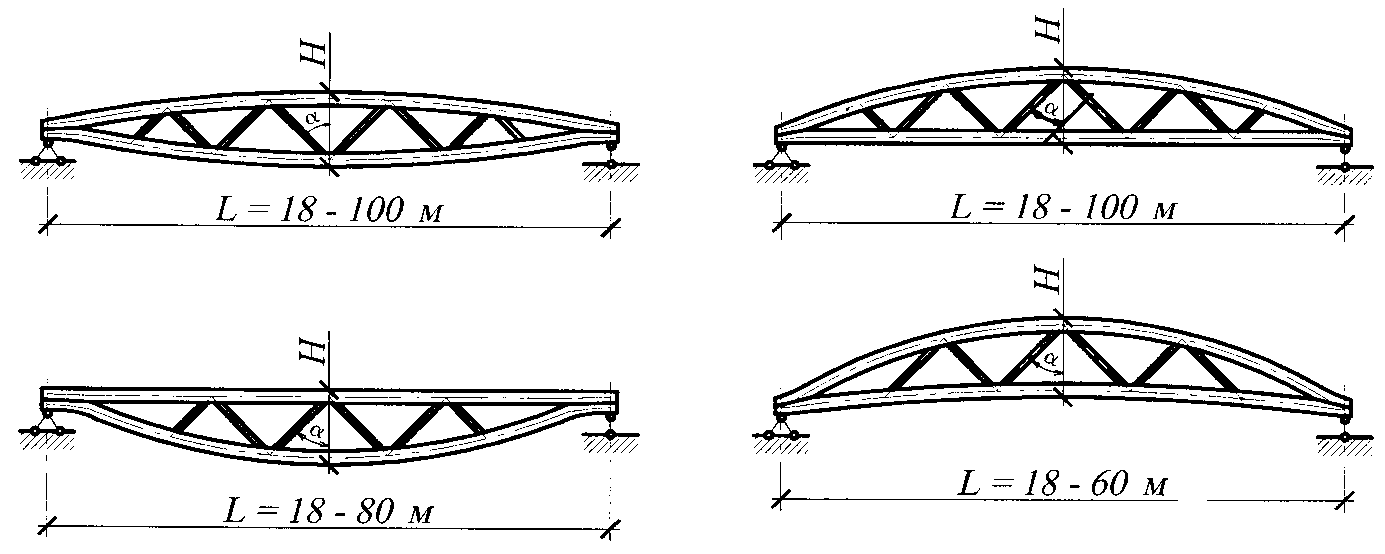 H
α
L = 18 - 100 м
H
α
L = 18 - 100 м
H
α
L = 18 - 80 м
H
α
L = 18 - 60 м